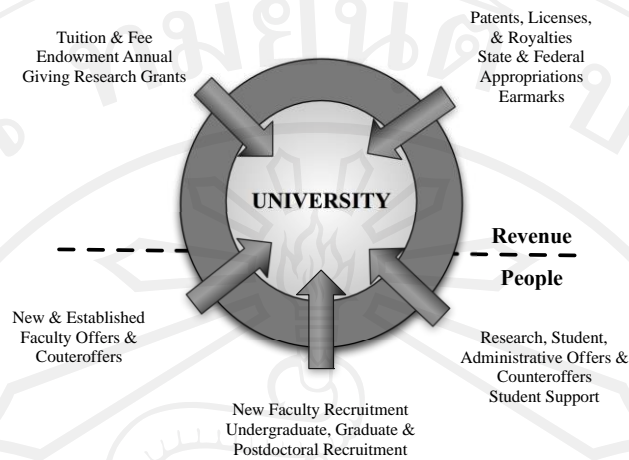 Tuition & Fee
Endowment Annual
Giving Research Grants
Patents, Licenses,
& Royalties
State & Federal
Appropriations
Earmarks
UNIVERSITY
Revenue
People
New & Established
Faculty Offers &
Couteroffers
Research, Student,
Administrative Offers &
Counteroffers
Student Support
New Faculty Recruitment
Undergraduate, Graduate &
Postdoctoral Recruitment